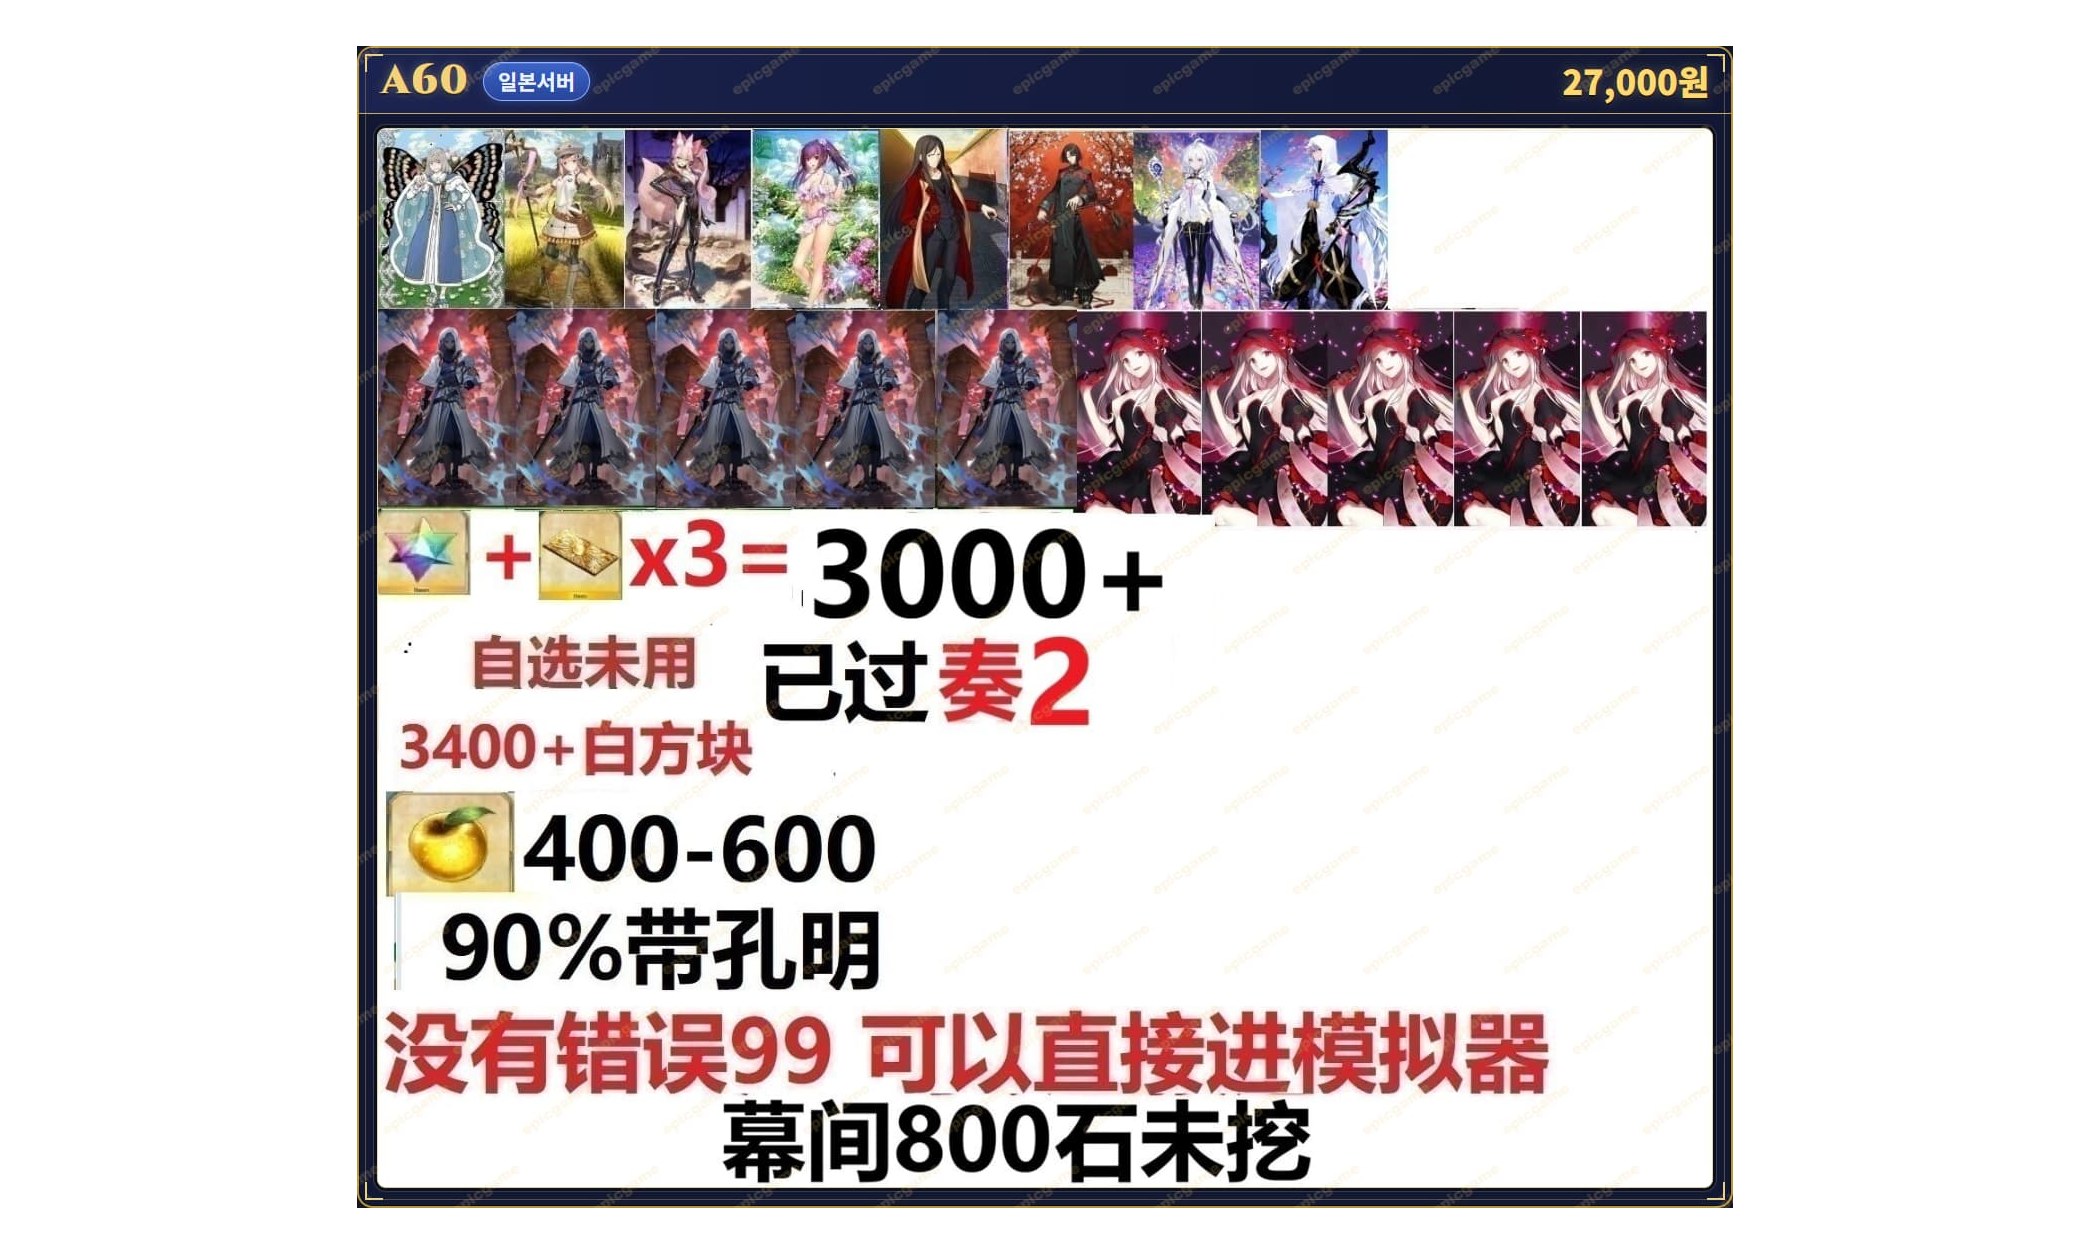 A60 일본서버 27,000원
+ x3= 3000+
自选未用 已过奏2
3400+白方块
400-600
90%带孔明
没有错误99 可以直接进模拟器
幕间800石未挖
epicgame